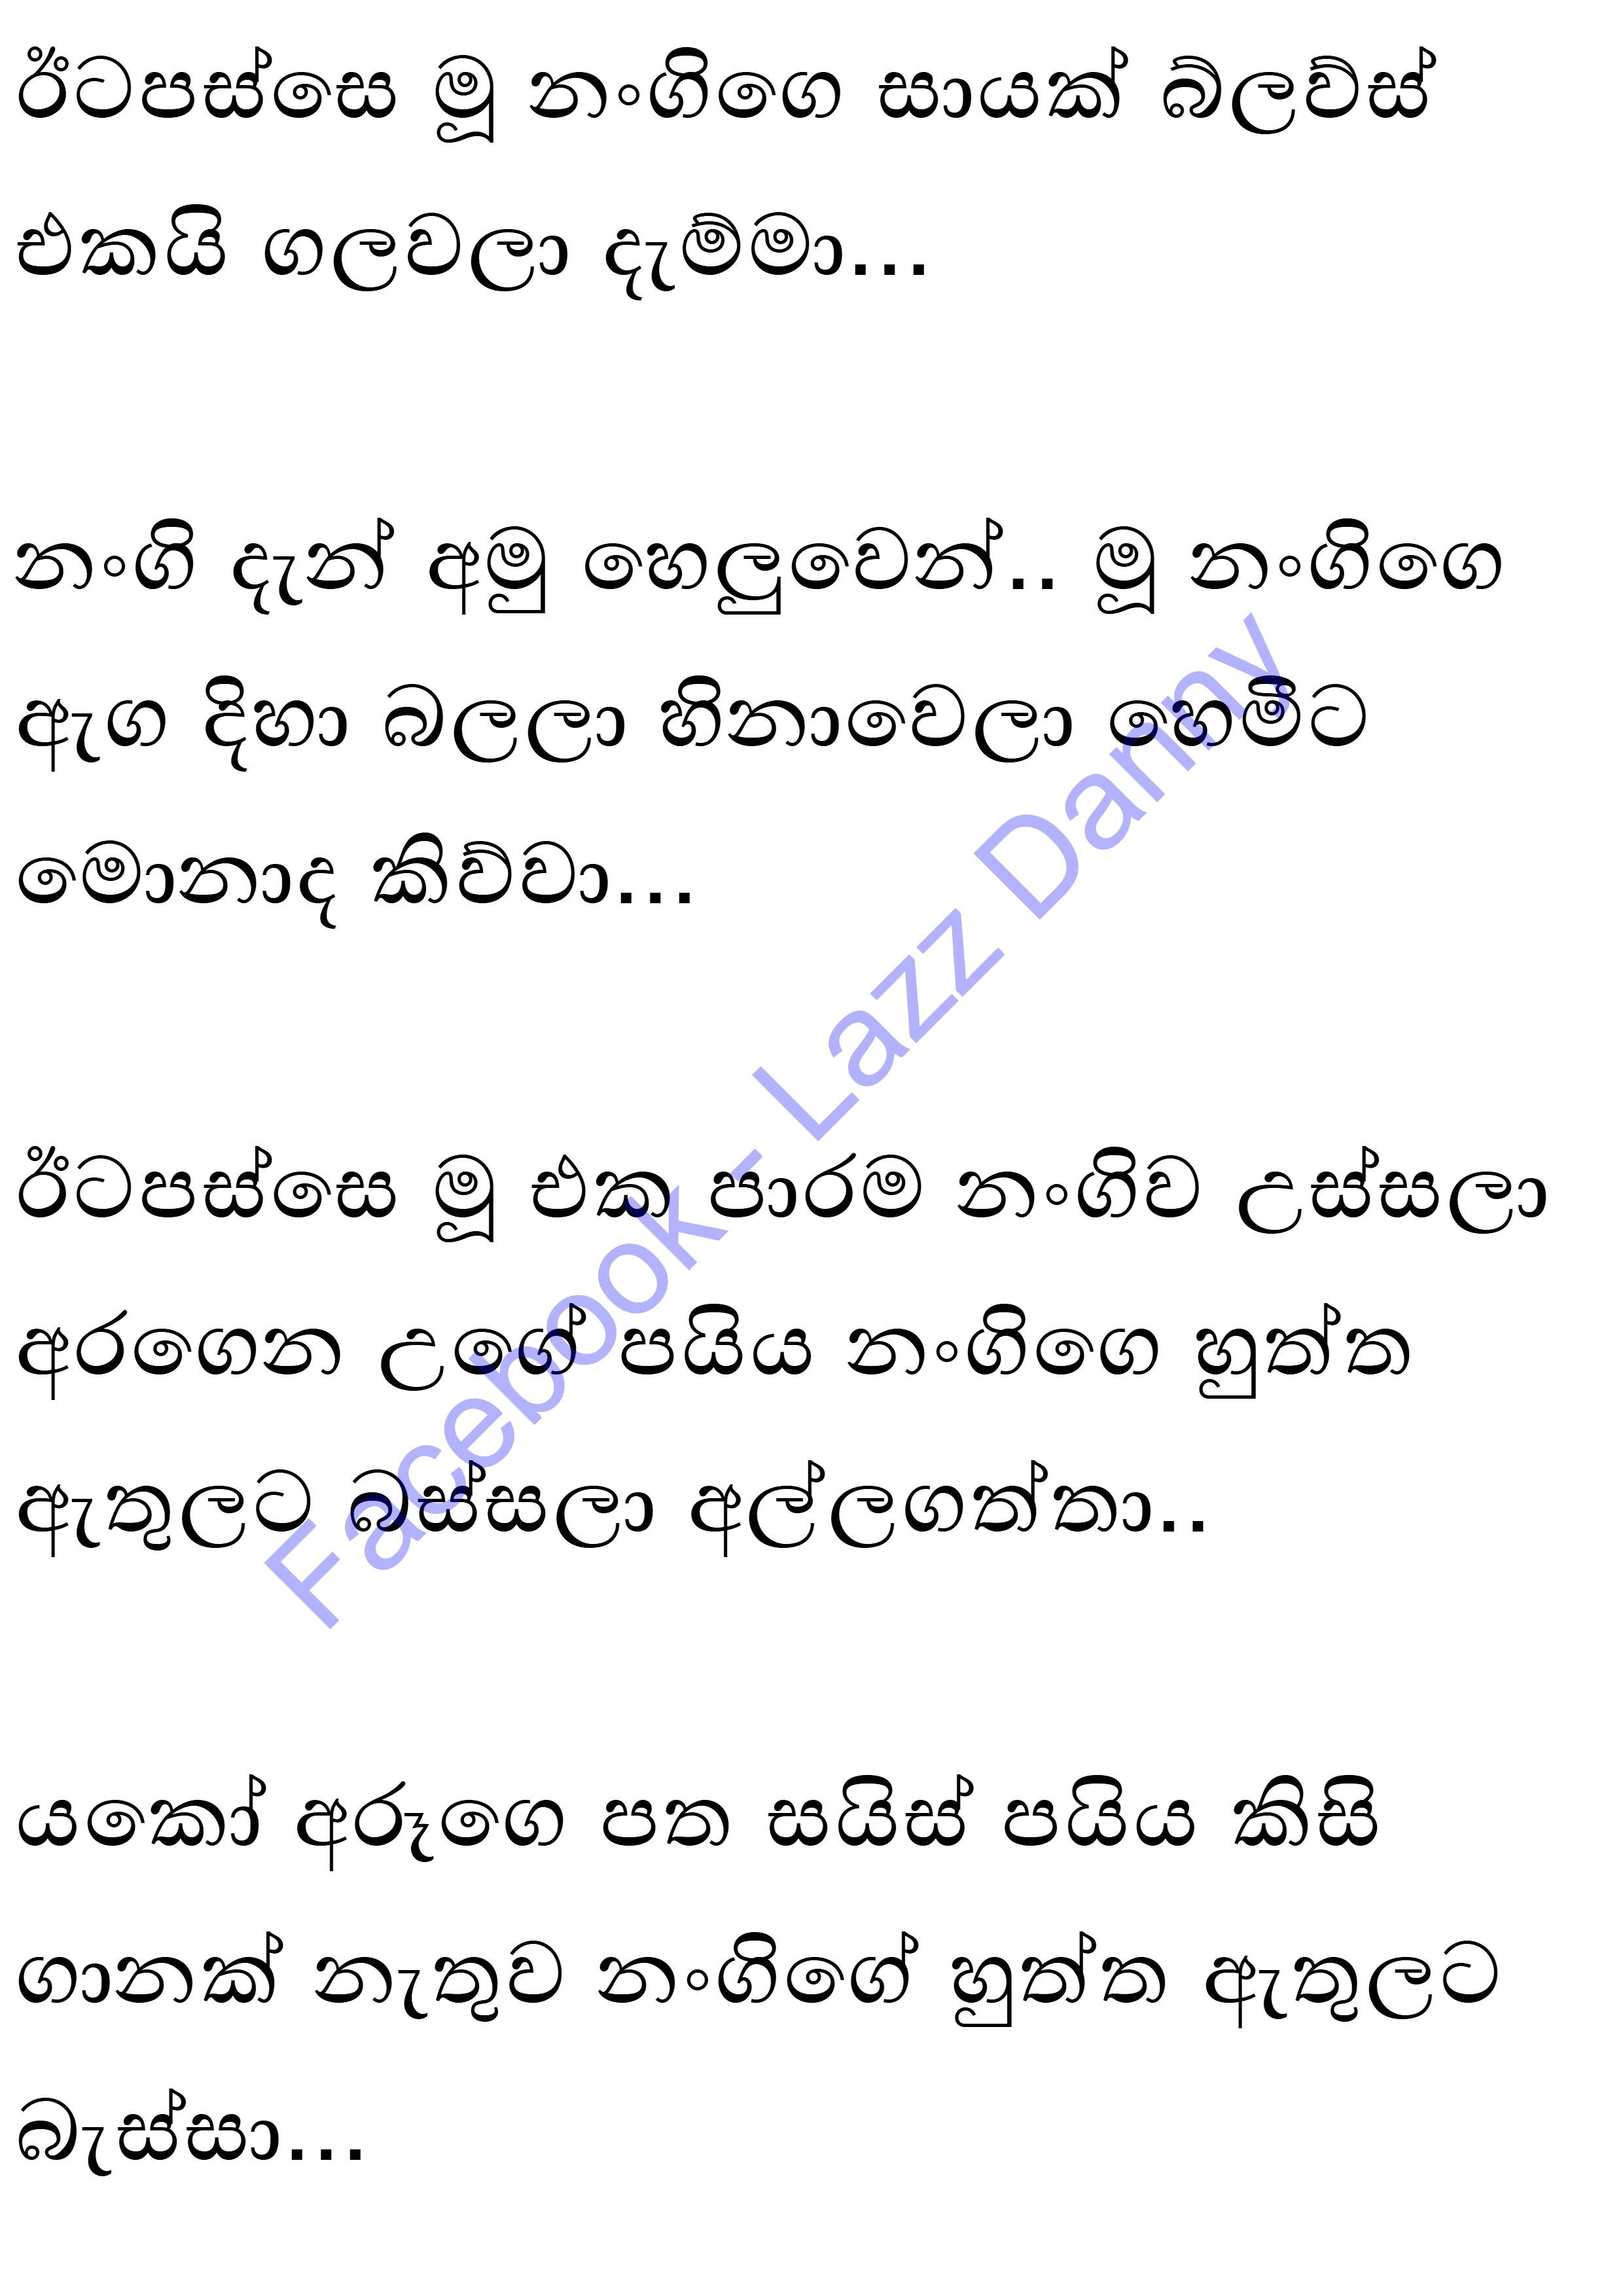 ඊටපස්සෙ මූ නංගිගෙ සායක් බ්ලව්ස්
එකයි ගලවලා දැම්මා...
නංගි දැන් අමු හෙලුවෙන්.. මූ නංගිගෙ
ඇග දිහා බලලා හිනාවෙලා හෙමීට
මොනාද කිව්වා...
ඊටපස්සෙ මූ එක පාරම නංගිව උස්සලා
අරගෙන උගේ පයිය නංගිගෙ හුත්ත
ඇතුලට බස්සලා අල්ලගත්තා..
යකෝ අරූගෙ පත සයිස් පයිය කිසි
ගානක් නැතුව නංගිගේ හුත්ත ඇතුලට
බැස්සා...
Facebook - Lazz Danny